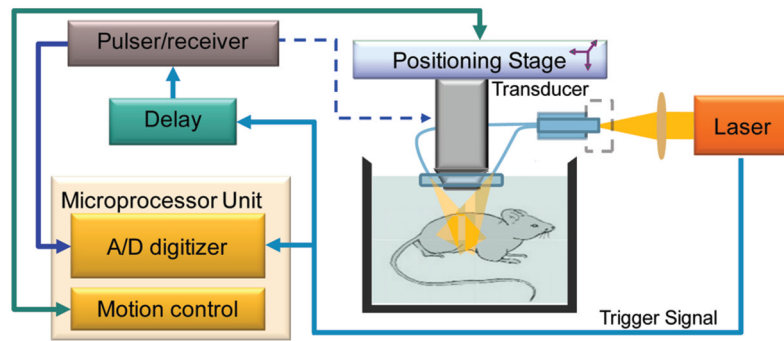 Pulser/receiver
Positioning Stage
Transducer
Delay
Laser
Microprocessor Unit
A/D digitizer
Motion control
Trigger Signal